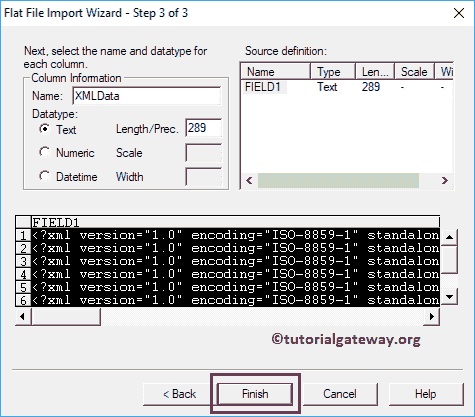 Flat File Import Wizard - Step 3 of 3
Next, select the name and datatype for
each column.
Column Information
Name: XMLData
Datatype:
Text Length/Prec. 289
Numeric Scale
Datetime Width
Source definition:
Name Type Len... Scale Wi
FIELD1 Text 289 - -
FIELD1
1 <?xml version="1.0" encoding="ISO-8859-1" standalon
2 <?xml version="1.0" encoding="ISO-8859-1" standalon
3 <?xml version="1.0" encoding="ISO-8859-1" standalon
4 <?xml version="1.0" encoding="ISO-8859-1" standalon
5 <?xml version="1.0" encoding="ISO-8859-1" standalon
6 <?xml version="1.0" encoding="ISO-8859-1" standalon
©tutorialgateway.org
< Back Finish Cancel Help